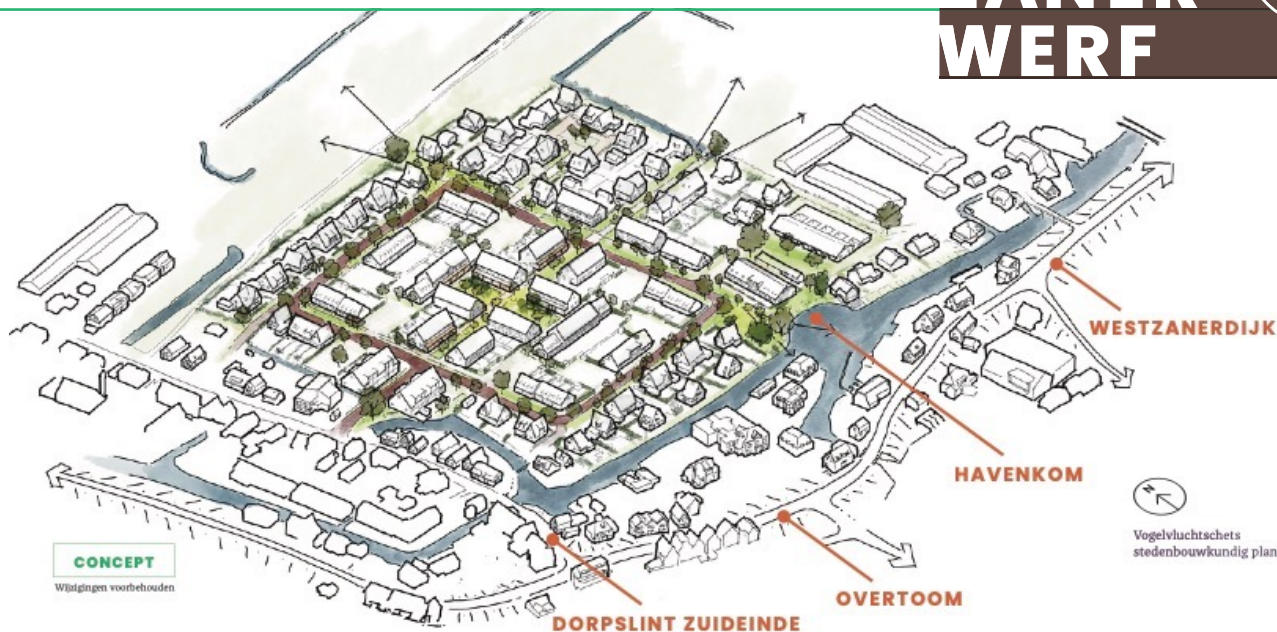 WERF
WESTZANERDIJK
HAVENKOM
N
Vogelvluchtschets
stedenbouwkundig plan
CONCEPT
Wijzigingen voorbehouden
OVERTOOM
DORPSLINT ZUIDEINDE